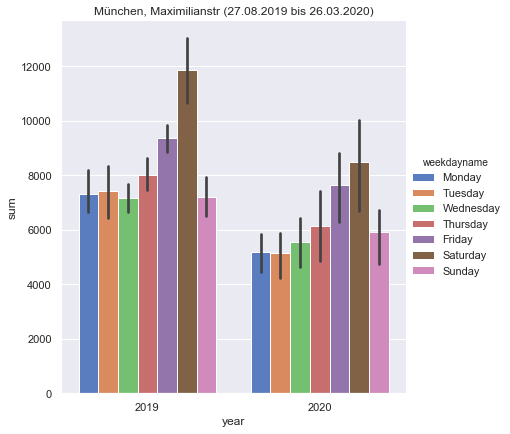 München, Maximilianstr (27.08.2019 bis 26.03.2020)
12000
10000
8000
6000
4000
2000
0
sum
2019
2020
year
weekdayname
Monday
Tuesday
Wednesday
Thursday
Friday
Saturday
Sunday